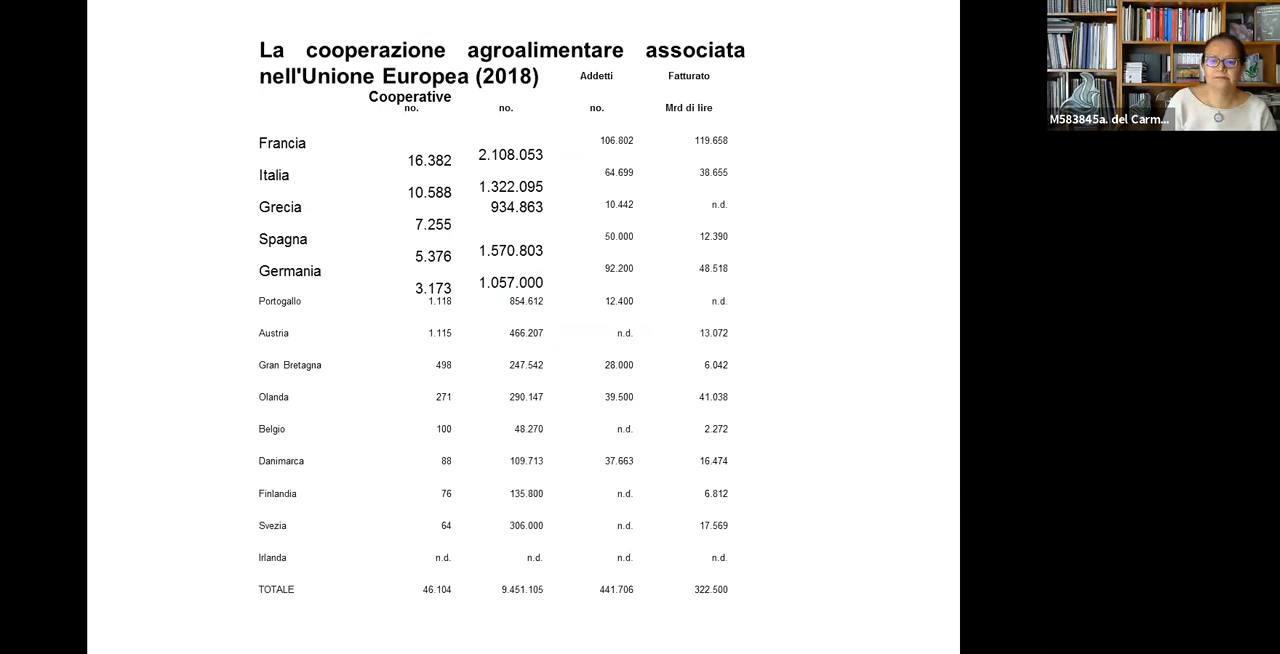 La cooperazione agroalimentare associata
nell'Unione Europea (2018)
Addetti Fatturato
Cooperative
no. no. no. Mrd di lire
Francia 16.382 2.108.053 106.802 119.658
Italia 10.588 1.322.095 64.699 38.655
Grecia 7.255 934.863 10.442 n.d.
Spagna 5.376 1.570.803 50.000 12.390
Germania 3.173 1.057.000 92.200 48.518
Portogallo 1.118 854.612 12.400 n.d.
Austria 1.115 466.207 n.d. 13.072
Gran Bretagna 498 247.542 28.000 6.042
Olanda 271 290.147 39.500 41.038
Belgio 100 48.270 n.d. 2.272
Danimarca 88 109.713 37.663 16.474
Finlandia 76 135.800 n.d. 6.812
Svezia 64 306.000 n.d. 17.569
Irlanda n.d. n.d. n.d. n.d.
TOTALE 46.104 9.451.105 441.706 322.500
M583845a. del Carm...